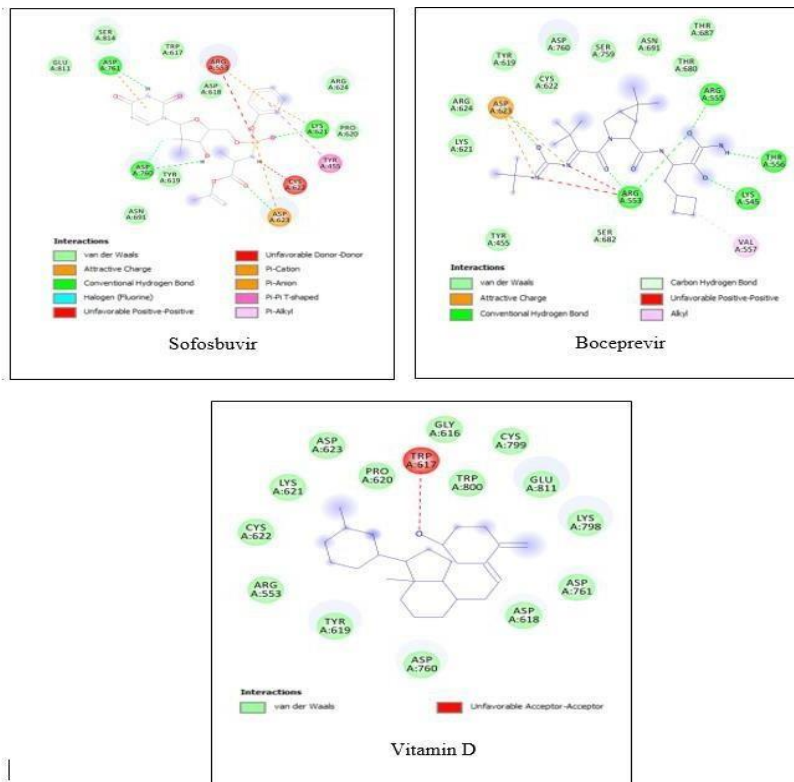 SER
A:814
TRP
A:617
GLU
A:811
ASP
A:761
ASP
A:618
ARG
A:624
LYS
A:621
PRO
A:620
TYR
A:455
ASP
A:760
TYR
A:619
ASP
A:623
ASN
A:691
Interactions
van der Waals
Attractive Charge
Conventional Hydrogen Bond
Halogen (Fluorine)
Unfavorable Positive-Positive
Unfavorable Donor-Donor
Pi-Cation
Pi-Anion
Pi-Pi T-shaped
Pi-Alkyl
Sofosbuvir
THR
A:687
ASP
A:760
SER
A:759
ASN
A:691
TYR
A:619
CYS
A:622
THR
A:680
ARG
A:555
ARG
A:624
ASP
A:623
LYS
A:621
THR
A:556
ARG
A:553
LYS
A:545
TYR
A:455
SER
A:682
VAL
A:557
Interactions
van der Waals
Attractive Charge
Conventional Hydrogen Bond
Carbon Hydrogen Bond
Unfavorable Positive-Positive
Alkyl
Boceprevir
GLY
A:616
CYS
A:799
ASP
A:623
TRP
A:617
PRO
A:620
TRP
A:800
GLU
A:811
LYS
A:621
LYS
A:798
CYS
A:622
ASP
A:761
ARG
A:553
ASP
A:618
TYR
A:619
ASP
A:760
Interactions
van der Waals
Unfavorable Acceptor-Acceptor
Vitamin D